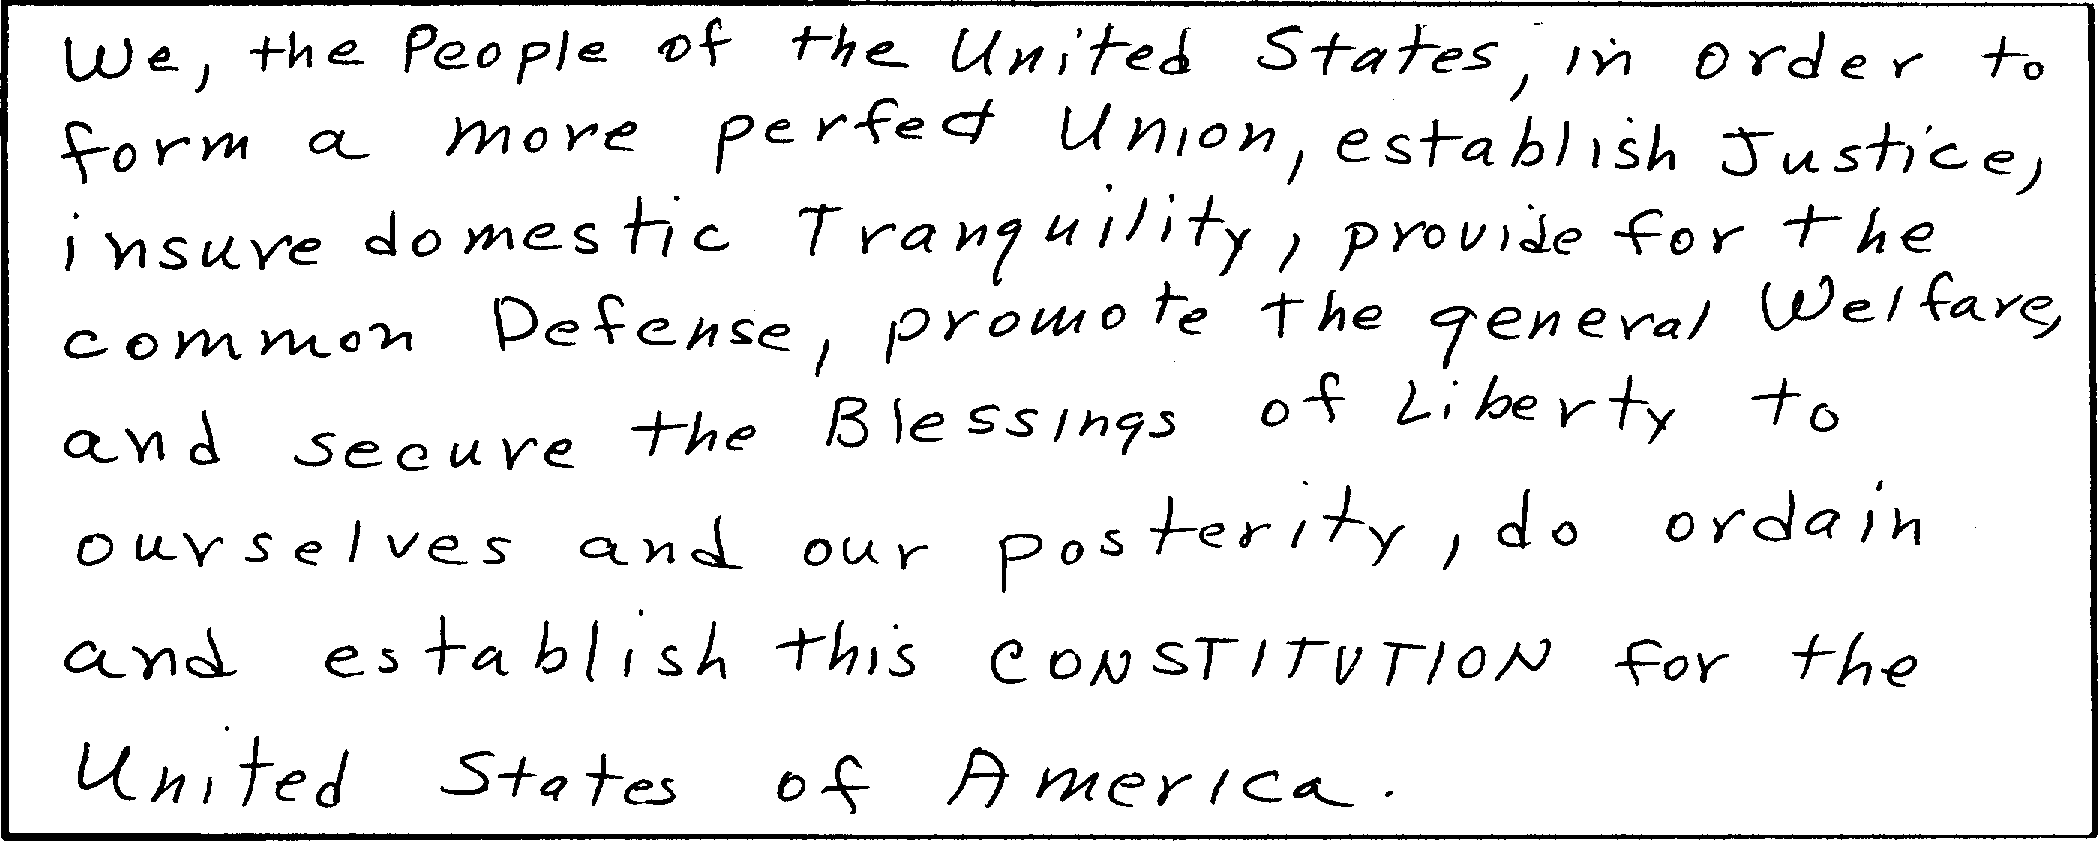 We, the People of the United States, in order to
form a more perfect Union, establish Justice,
insure domestic Tranquility, provide for the
common Defense, promote the general Welfare,
and secure the Blessings of Liberty to
ourselves and our posterity, do ordain
and establish this CONSTITUTION for the
United States of America.